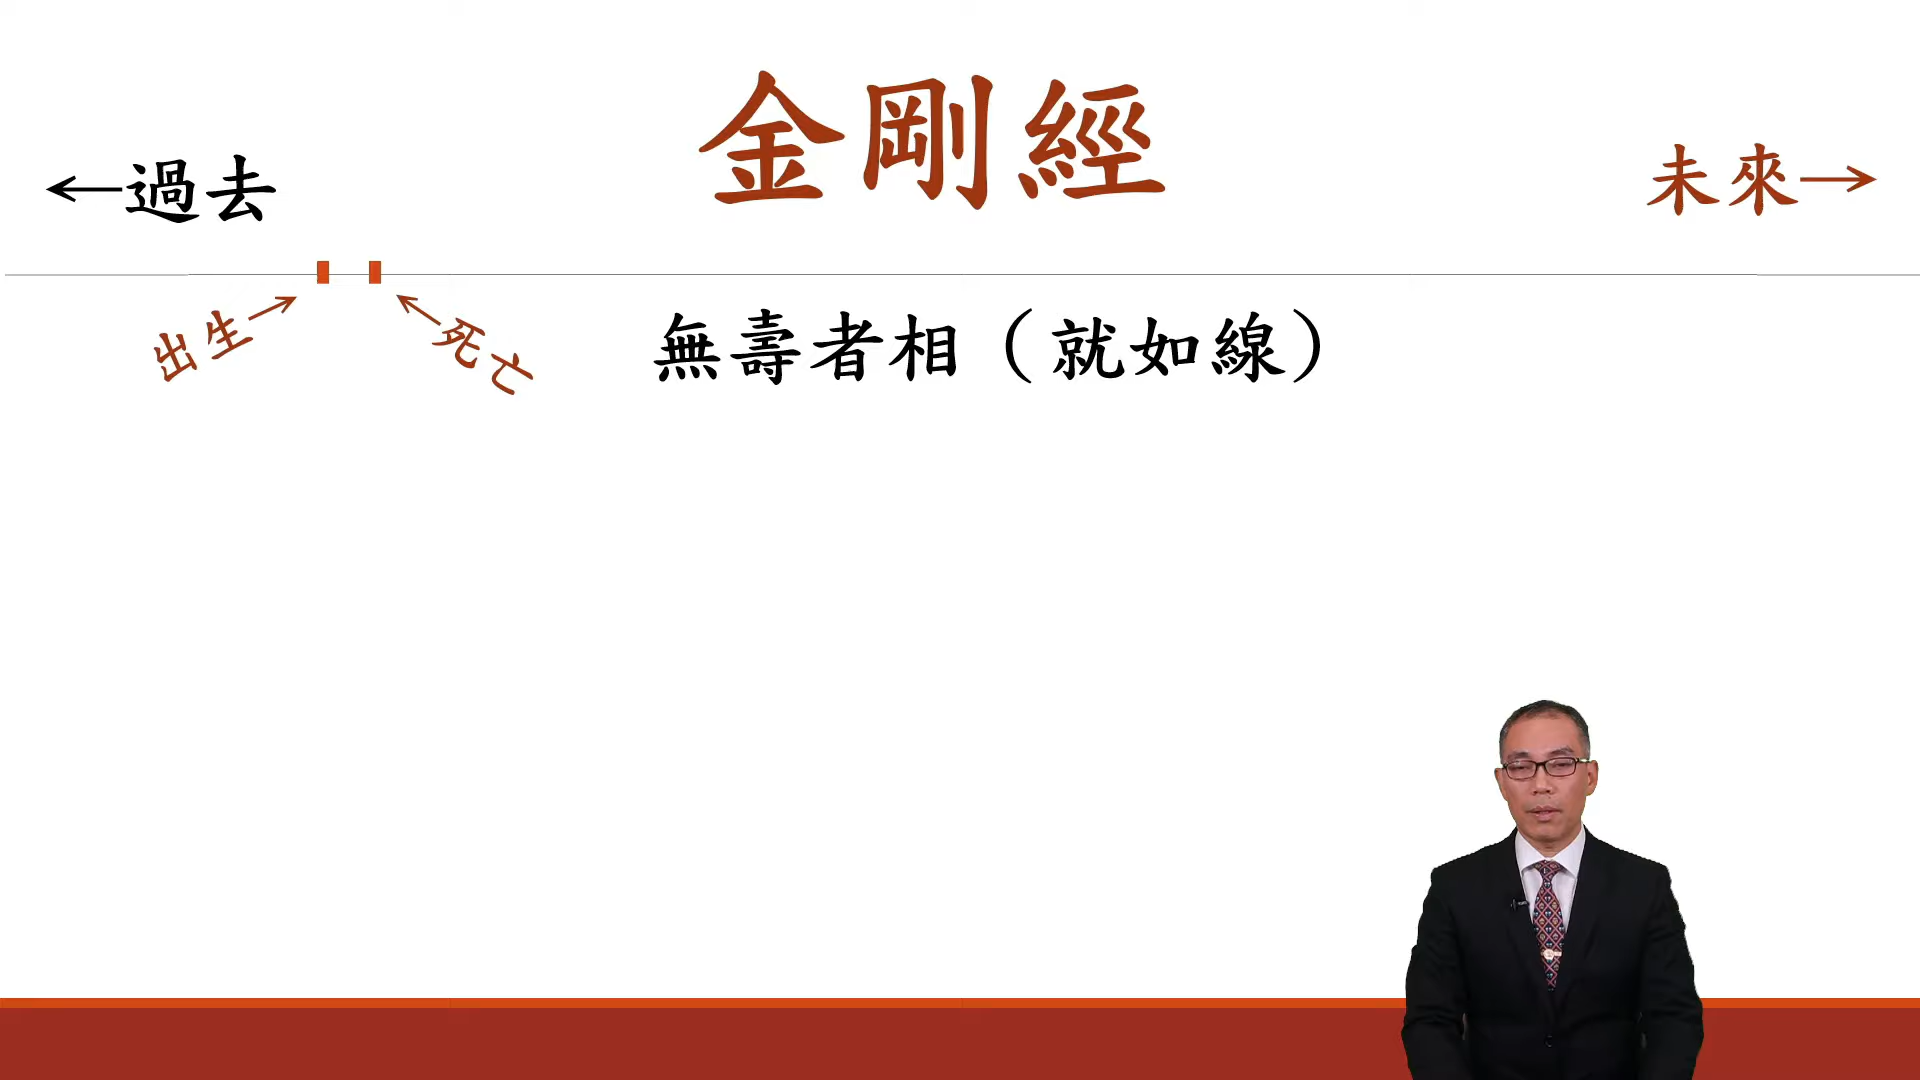 金剛經
←過去
未來→
出生→
←死亡
無壽者相（就如線）